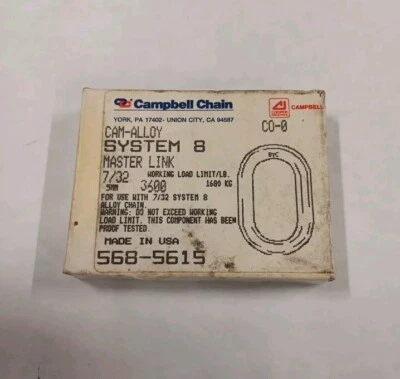 Campbell Chain
YORK, PA 17402- UNION CITY, CA 94587
CAMPBELL
CAM-ALLOY
CO-0
SYSTEM 8
MASTER LINK
7/32 WORKING LOAD LIMIT/LB.
5MM 3600 1680 KG
FOR USE WITH 7/32 SYSTEM 8
ALLOY CHAIN.
WARNING: DO NOT EXCEED WORKING
LOAD LIMIT. THIS COMPONENT HAS BEEN
PROOF TESTED.
MADE IN USA
568-5615